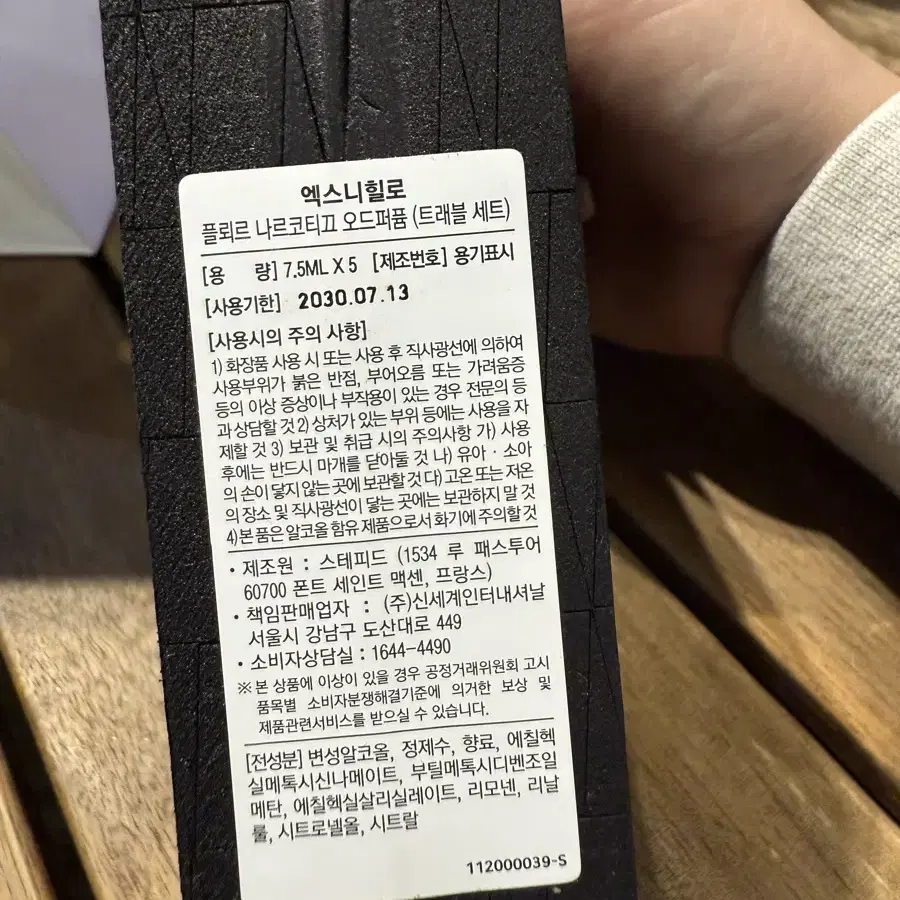 엑스니힐로
플뢰르 나르코티끄 오드퍼퓸 (트래블 세트)
[용 량] 7.5ML X 5 [제조번호] 용기표시
[사용기한] 2030.07.13
[사용시의 주의 사항]
1) 화장품 사용 시 또는 사용 후 직사광선에 의하여
사용부위가 붉은 반점, 부어오름 또는 가려움증
등의 이상 증상이나 부작용이 있는 경우 전문의 등
과 상담할 것 2) 상처가 있는 부위 등에는 사용을 자
제할 것 3) 보관 및 취급 시의 주의사항 가) 사용
후에는 반드시 마개를 닫아둘 것 나) 유아·소아
의 손이 닿지 않는 곳에 보관할 것 다) 고온 또는 저온
의 장소 및 직사광선이 닿는 곳에는 보관하지 말 것
4) 본 품은 알코올 함유 제품으로서 화기에 주의할 것
• 제조원 : 스테피드 (1534 루 패스투어
60700 폰트 세인트 맥센, 프랑스)
• 책임판매업자 : (주)신세계인터내셔날
서울시 강남구 도산대로 449
• 소비자상담실 : 1644-4490
※ 본 상품에 이상이 있을 경우 공정거래위원회 고시
품목별 소비자분쟁해결기준에 의거한 보상 및
제품관련서비스를 받으실 수 있습니다.
[전성분] 변성알코올, 정제수, 향료, 에칠헥
실메톡시신나메이트, 부틸메톡시디벤조일
메탄, 에칠헥실살리실레이트, 리모넨, 리날
룰, 시트로넬올, 시트랄
112000039-S